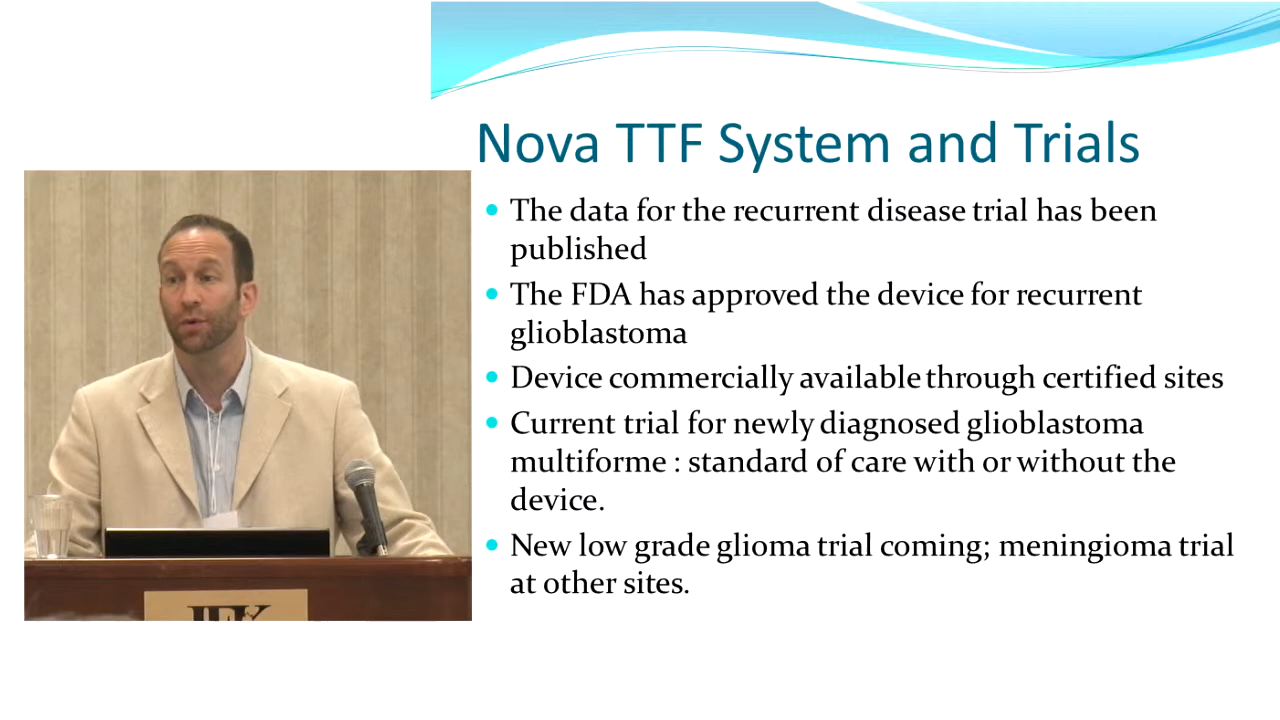 Nova TTF System and Trials
The data for the recurrent disease trial has been
published
The FDA has approved the device for recurrent
glioblastoma
Device commercially available through certified sites
Current trial for newly diagnosed glioblastoma
multiforme : standard of care with or without the
device.
New low grade glioma trial coming; meningioma trial
at other sites.